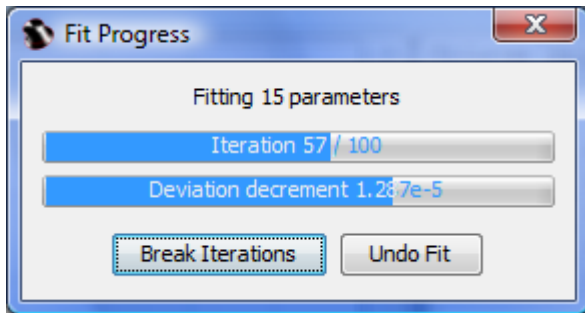 Fit Progress
Fitting 15 parameters
Iteration 57 / 100
Deviation decrement 1.287e-5
Break Iterations
Undo Fit